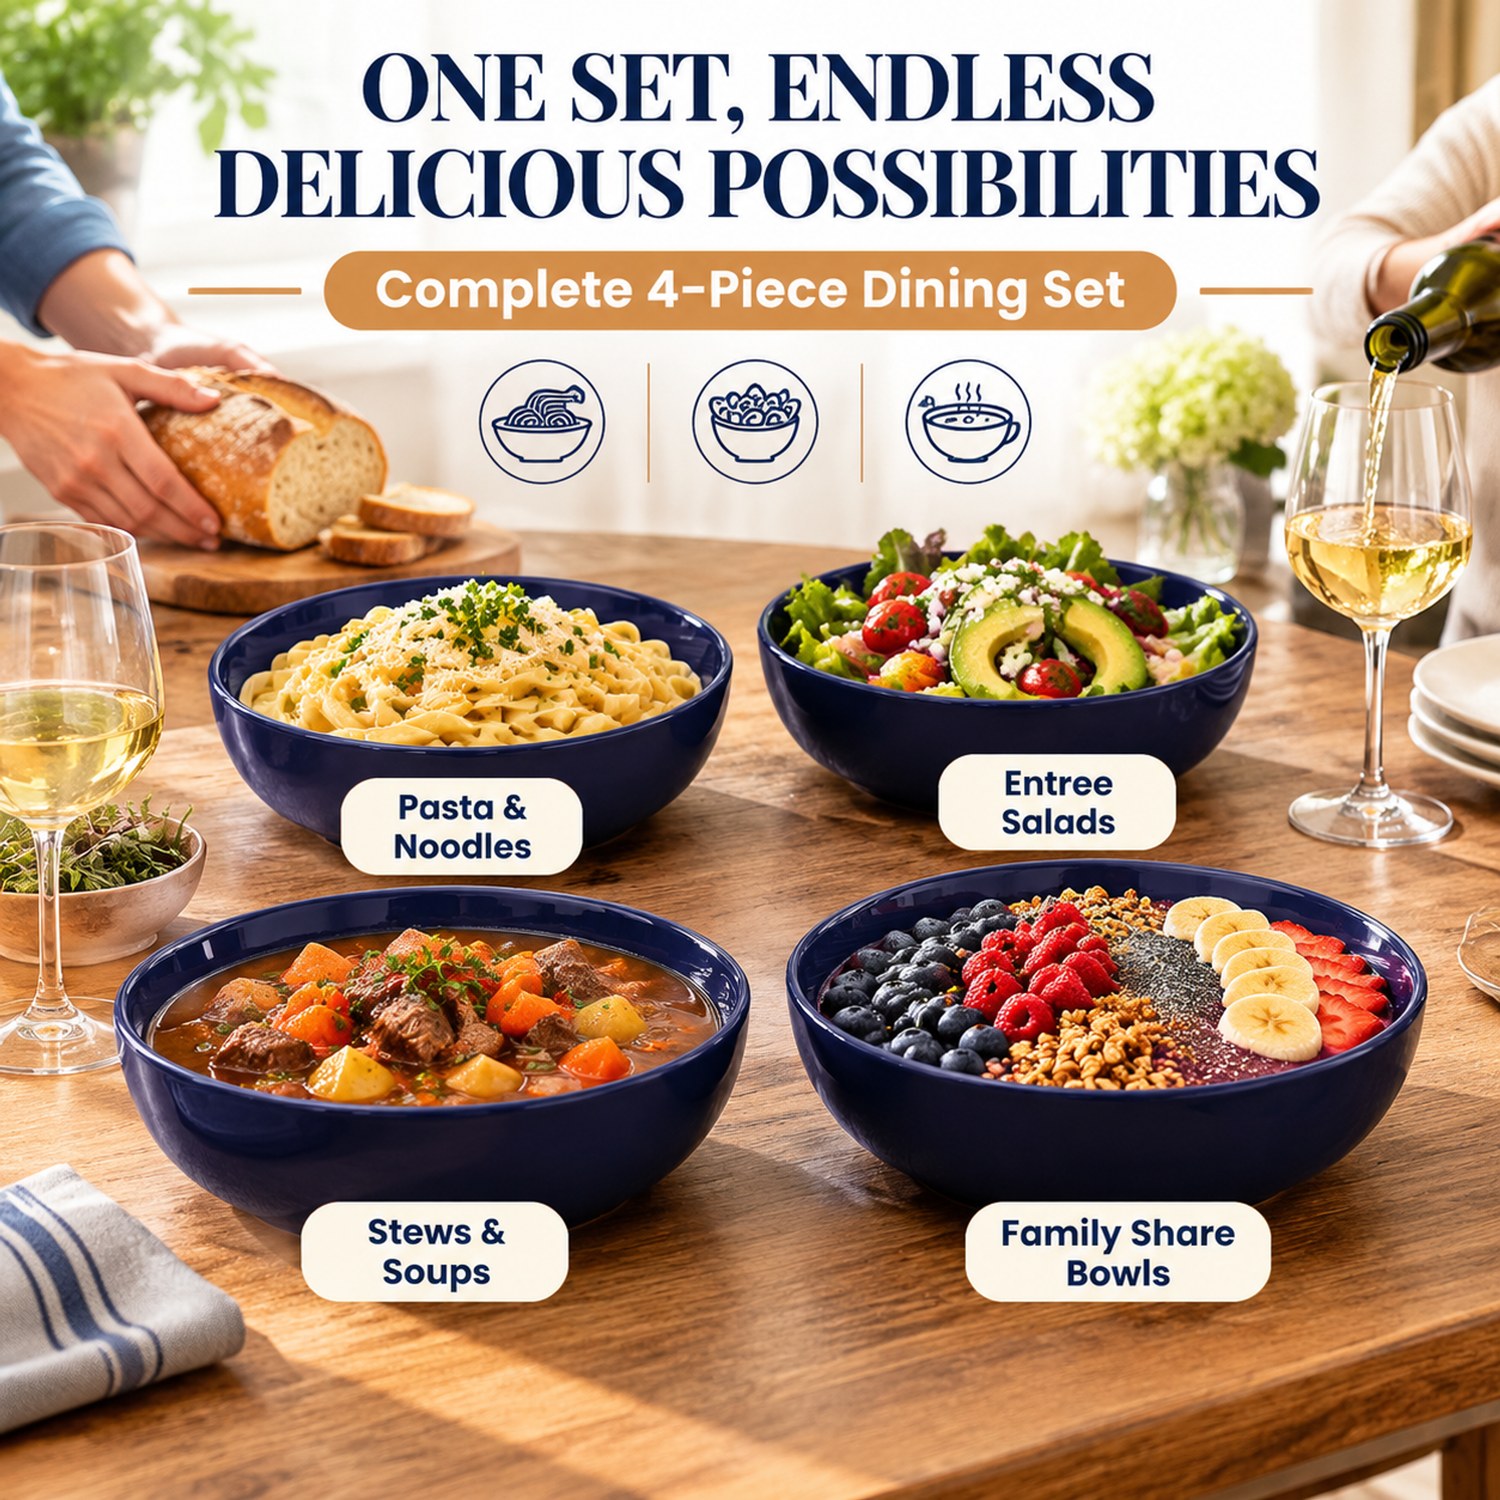 ONE SET, ENDLESS
DELICIOUS POSSIBILITIES
Complete 4-Piece Dining Set
Pasta &
Noodles
Entree
Salads
Stews &
Soups
Family Share
Bowls